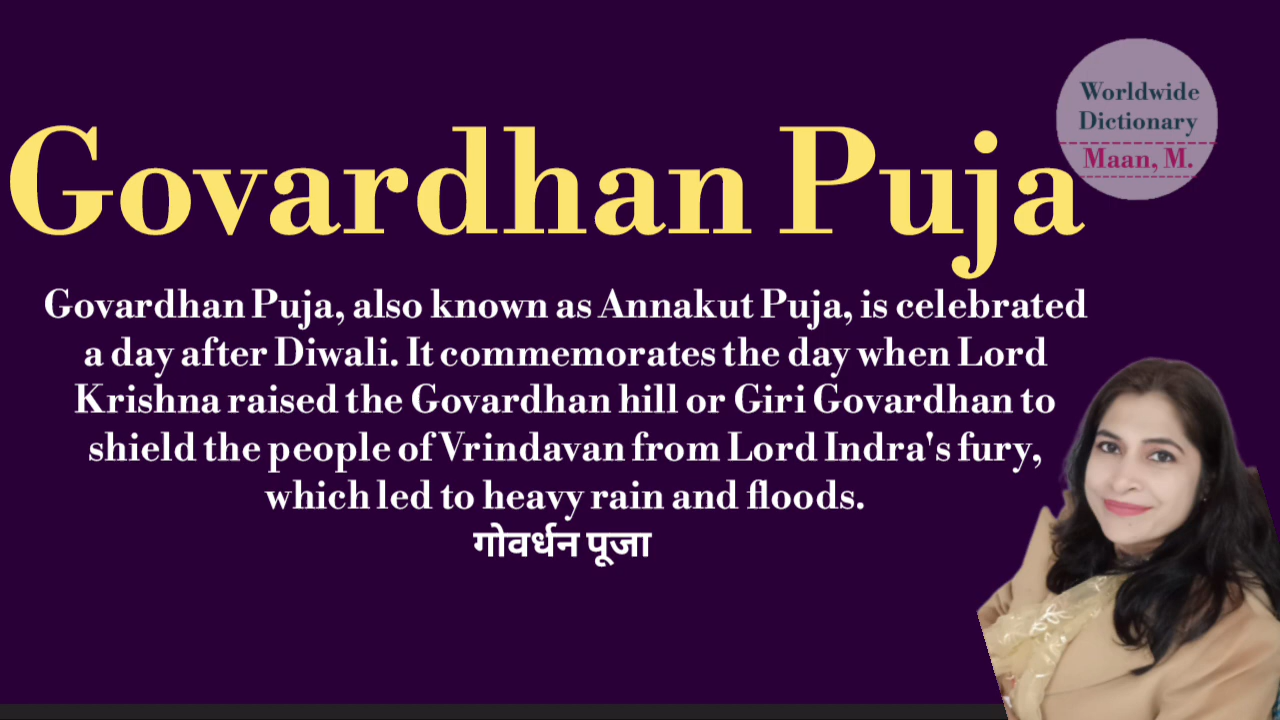 Govardhan Puja
Worldwide
Dictionary
Maan, M.
Govardhan Puja, also known as Annakut Puja, is celebrated
a day after Diwali. It commemorates the day when Lord
Krishna raised the Govardhan hill or Giri Govardhan to
shield the people of Vrindavan from Lord Indra's fury,
which led to heavy rain and floods.
गोवर्धन पूजा